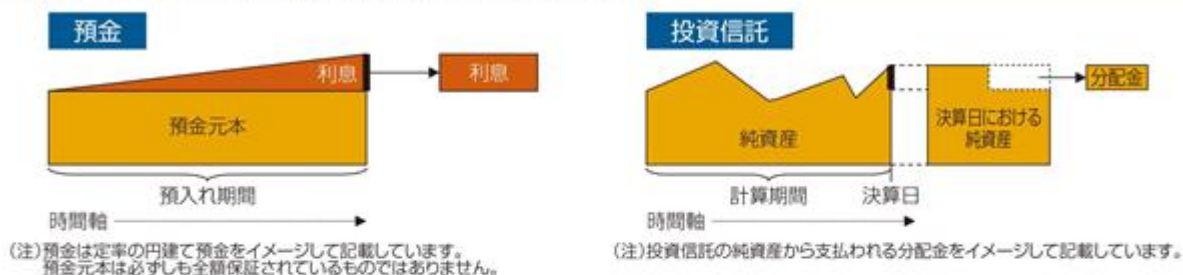 預金
利息
利息
預金元本
預入れ期間
時間軸
(注)預金は定率の円建て預金をイメージして記載しています。
預金元本は必ずしも全額保証されているものではありません。
投資信託
分配金
純資産
決算日における
純資産
計算期間
決算日
時間軸
(注)投資信託の純資産から支払われる分配金をイメージして記載しています。